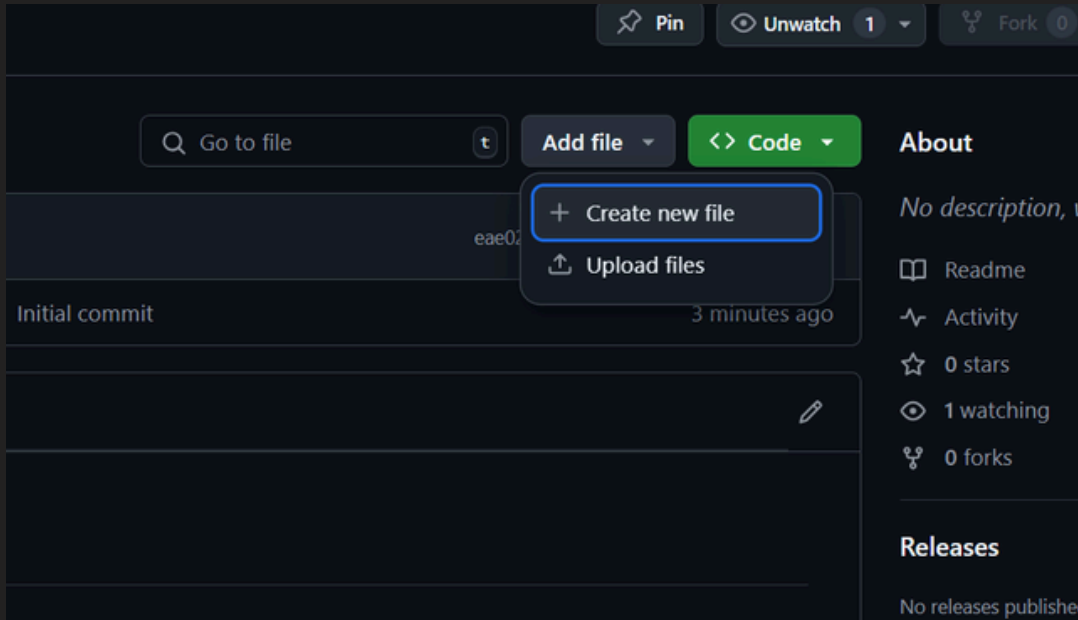 Pin
Unwatch 1
Fork 0
Go to file t
Add file
<> Code
Create new file
Upload files
eae02
Initial commit
3 minutes ago
About
No description,
Readme
Activity
0 stars
1 watching
0 forks
Releases
No releases publishe